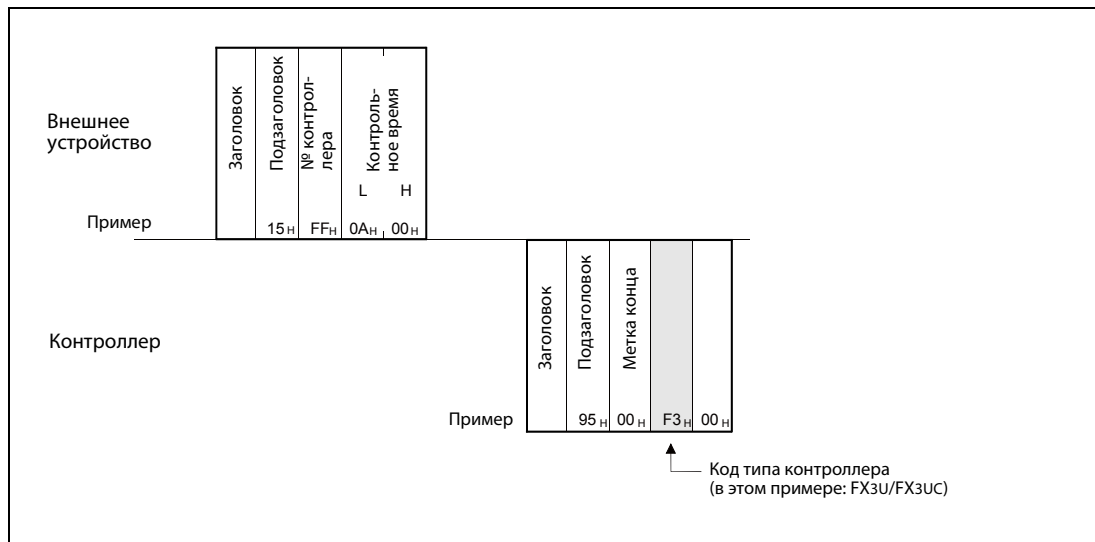 Внешнее
устройство
Заголовок
Подзаголовок
№ контрол-
лера
Контроль-
ное время
L H
Пример
15H FFH 0AH 00H
Контроллер
Заголовок
Подзаголовок
Метка конца
Пример
95H 00H F3H 00H
Код типа контроллера
(в этом примере: FX3U/FX3UC)